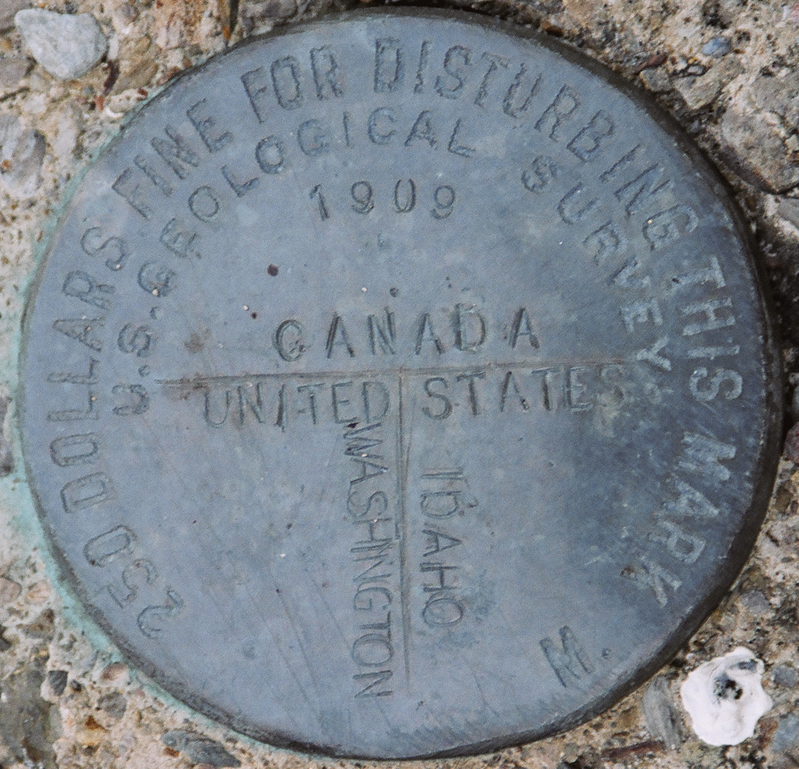 250 DOLLARS FINE FOR DISTURBING THIS MARK
U.S. GEOLOGICAL SURVEY
1909
CANADA
UNITED STATES
WASHINGTON
IDAHO
M.